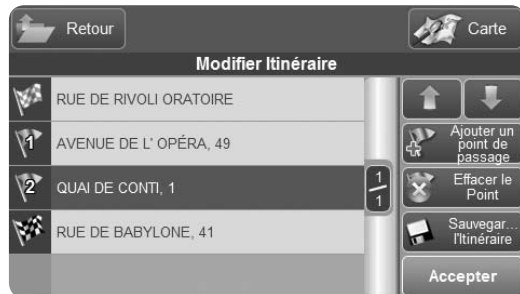 Retour
Carte
Modifier Itinéraire
RUE DE RIVOLI ORATOIRE
1 AVENUE DE L' OPÉRA, 49
2 QUAI DE CONTI, 1
RUE DE BABYLONE, 41
1
1
Ajouter un
point de
passage
Effacer le
Point
Sauvegar...
l'Itinéraire
Accepter